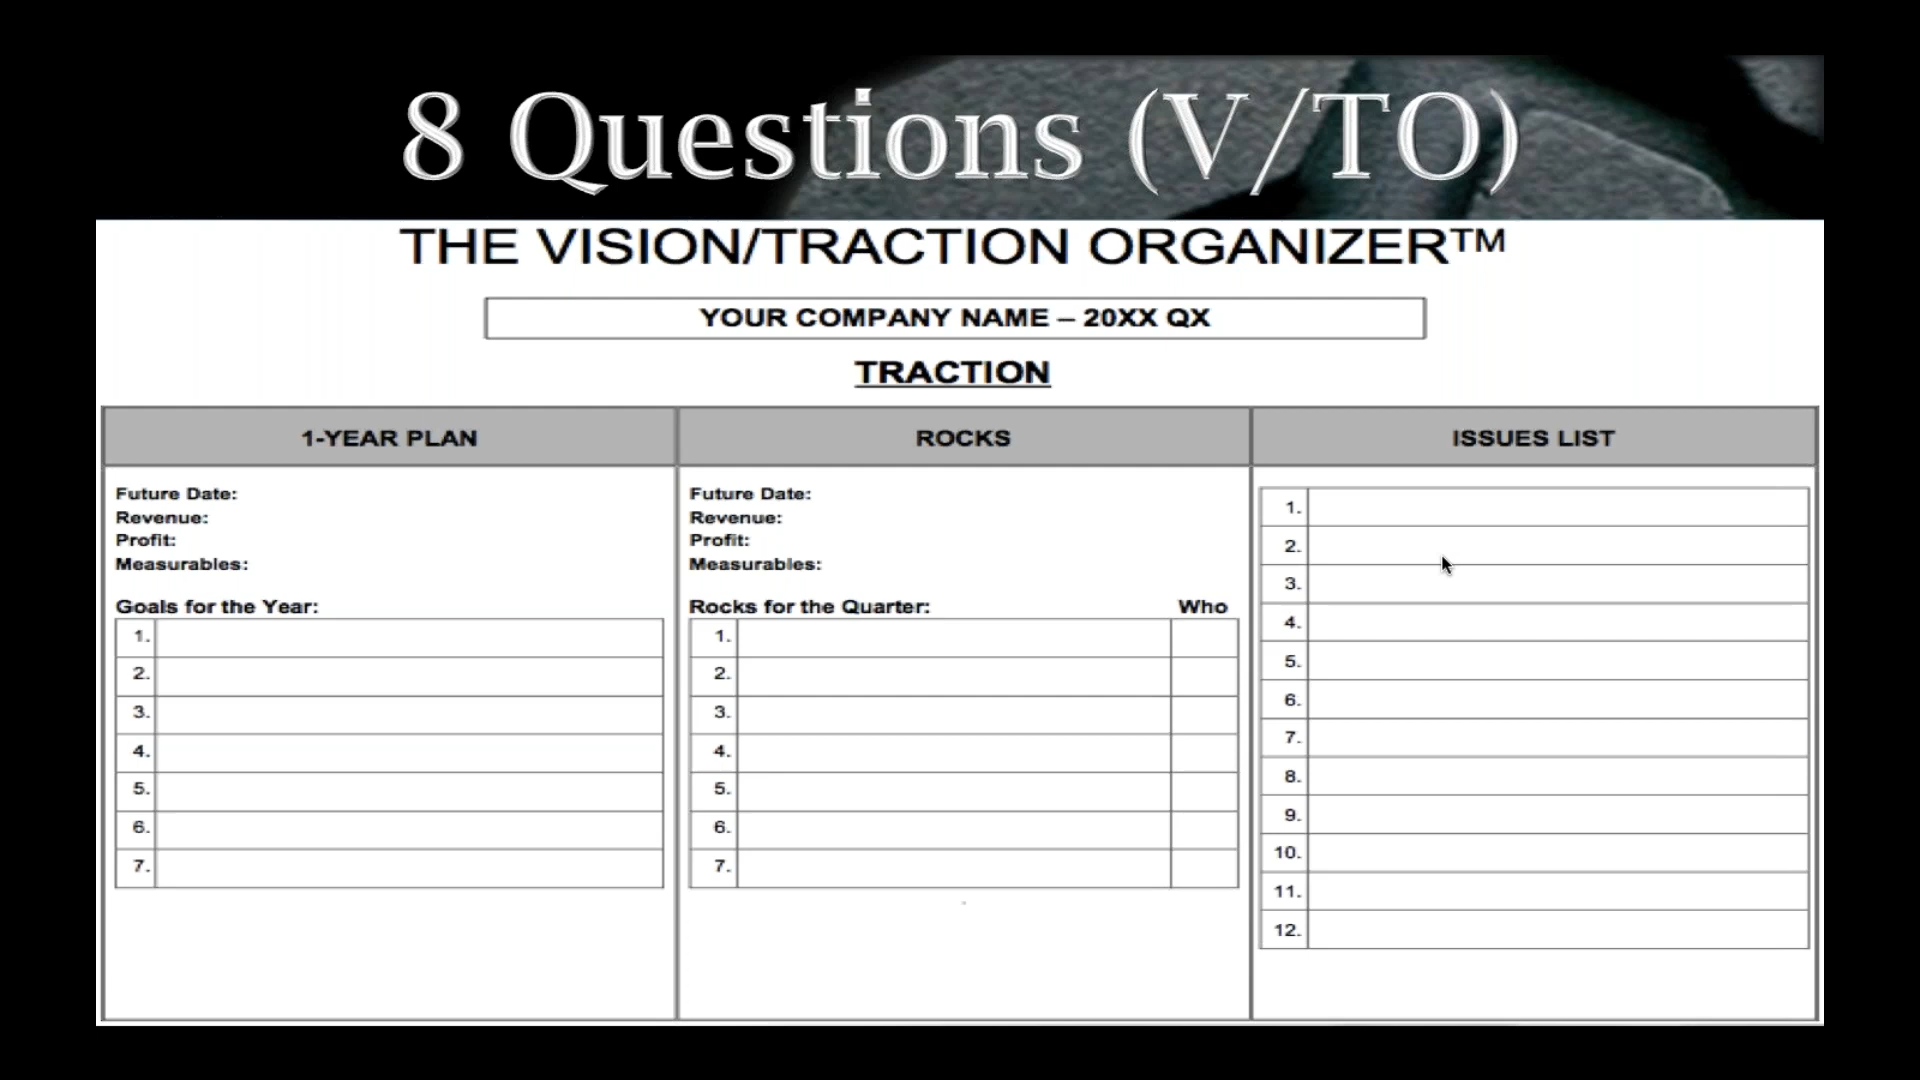 8 Questions (V/TO)
THE VISION/TRACTION ORGANIZER™
YOUR COMPANY NAME – 20XX QX
TRACTION
1-YEAR PLAN
Future Date:
Revenue:
Profit:
Measurables:
Goals for the Year:
1.
2.
3.
4.
5.
6.
7.
ROCKS
Future Date:
Revenue:
Profit:
Measurables:
Rocks for the Quarter: Who
1.
2.
3.
4.
5.
6.
7.
ISSUES LIST
1.
2.
3.
4.
5.
6.
7.
8.
9.
10.
11.
12.